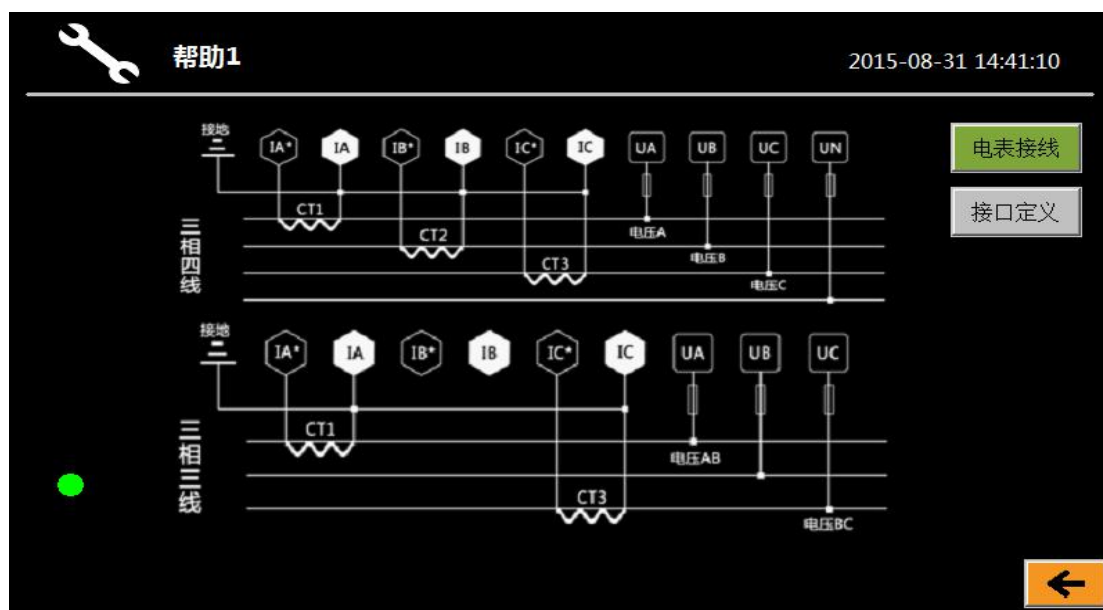 帮助1
2015-08-31 14:41:10
接地
IA* IA IB* IB IC* IC UA UB UC UN
电表接线
接口定义
三相四线
CT1
CT2
CT3
电压A
电压B
电压C
接地
IA* IA IB* IB IC* IC UA UB UC
三相三线
CT1
CT3
电压AB
电压BC